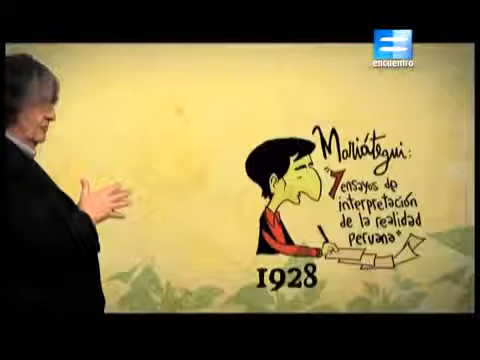 encuentro
Mariátegui:
"7
ensayos de
interpretación
de la realidad
peruana"
1928